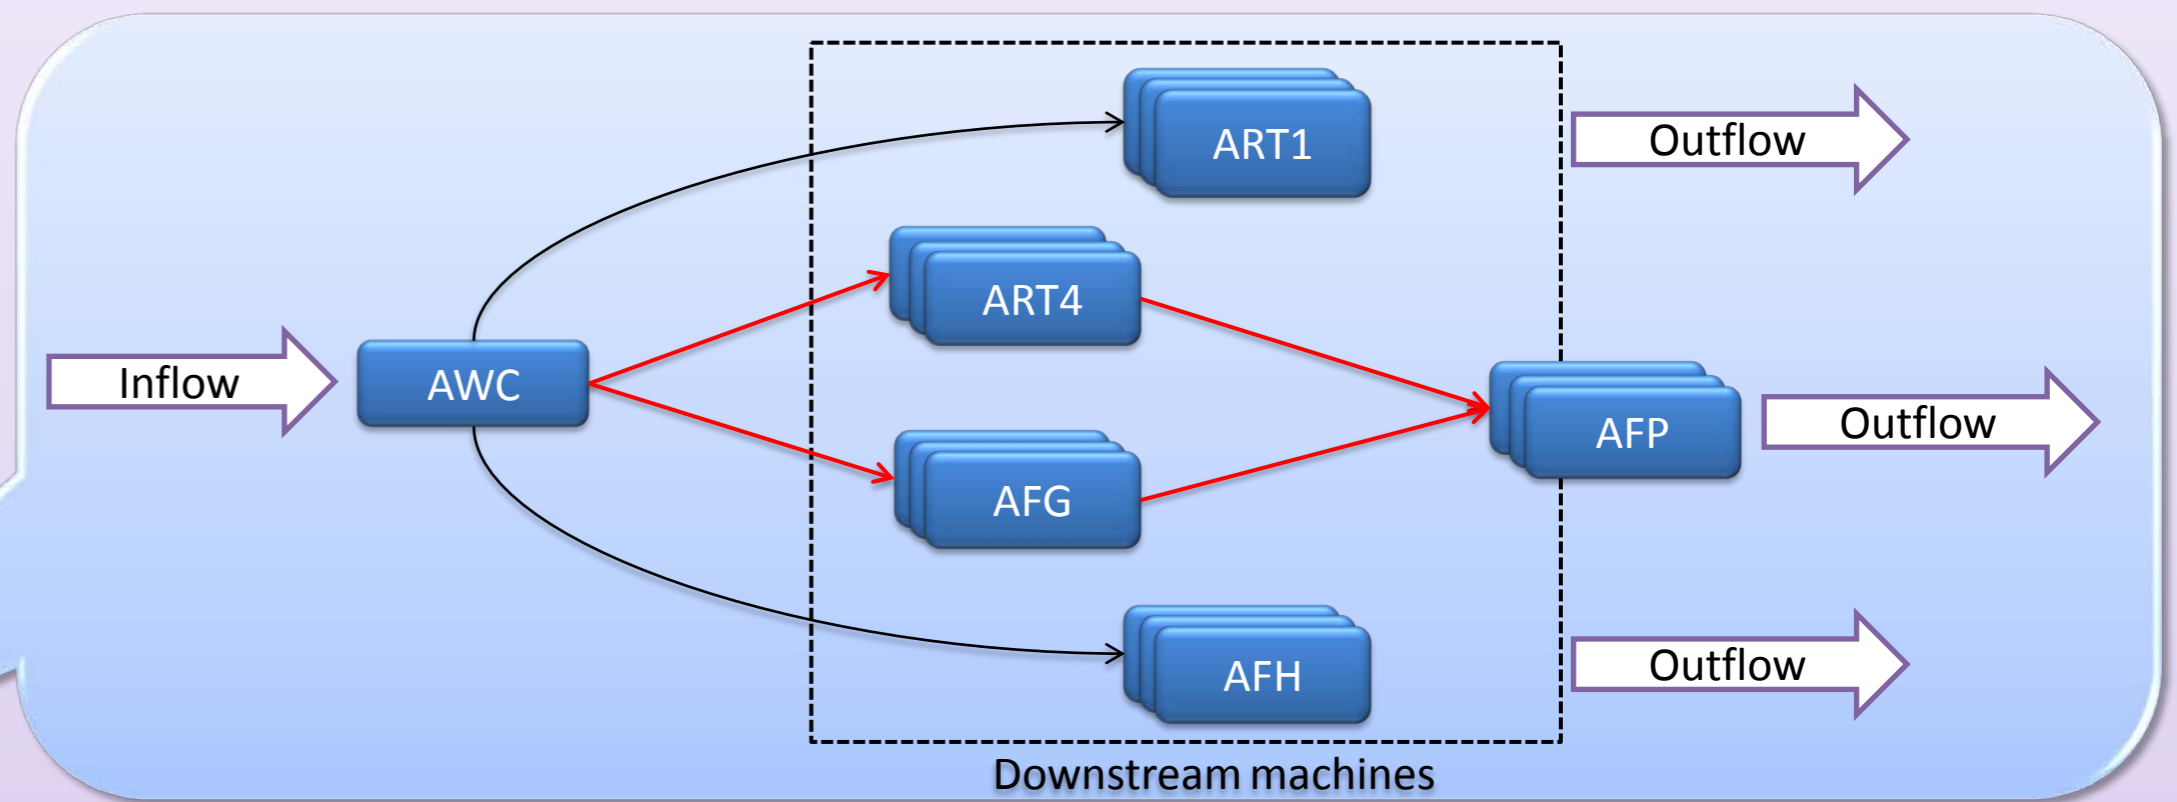 ART1
Outflow
ART4
Inflow
AWC
AFP
Outflow
AFG
AFH
Outflow
Downstream machines